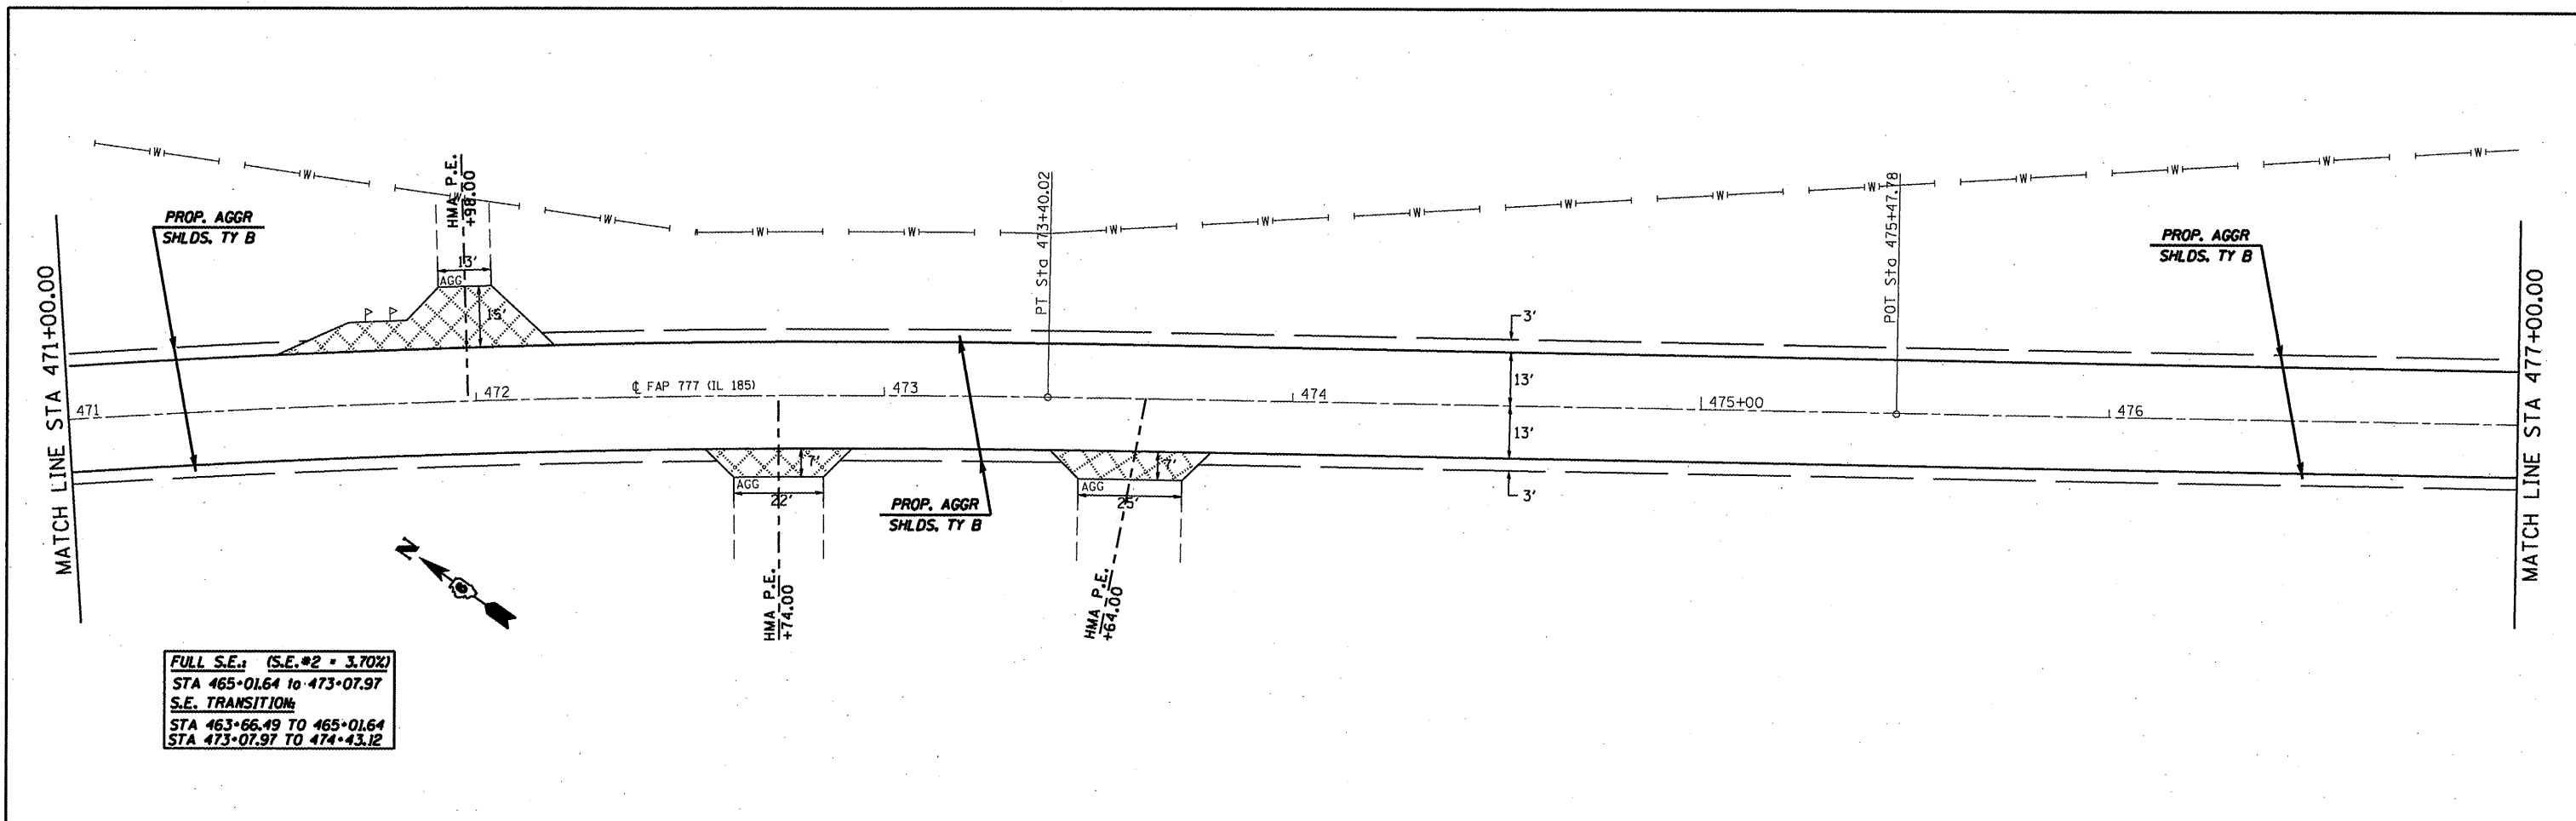 MATCH LINE STA 471+00.00
PROP. AGGR
SHLDS. TY B
HMA P.E.
+98.00
13'
AGG
15'
P P
W W W W W W W W W W W W W W W W
PT Sta 473+40.02
POT Sta 475+47.78
PROP. AGGR
SHLDS. TY B
MATCH LINE STA 477+00.00
3'
13'
13'
3'
471
472
℄ FAP 777 (IL 185)
473
474
475+00
476
7'
AGG
22'
HMA P.E.
+74.00
PROP. AGGR
SHLDS. TY B
7'
AGG
25'
HMA P.E.
+64.00
N
FULL S.E.: (S.E.#2 = 3.70%)
STA 465+01.64 to 473+07.97
S.E. TRANSITION:
STA 463+66.49 TO 465+01.64
STA 473+07.97 TO 474+43.12